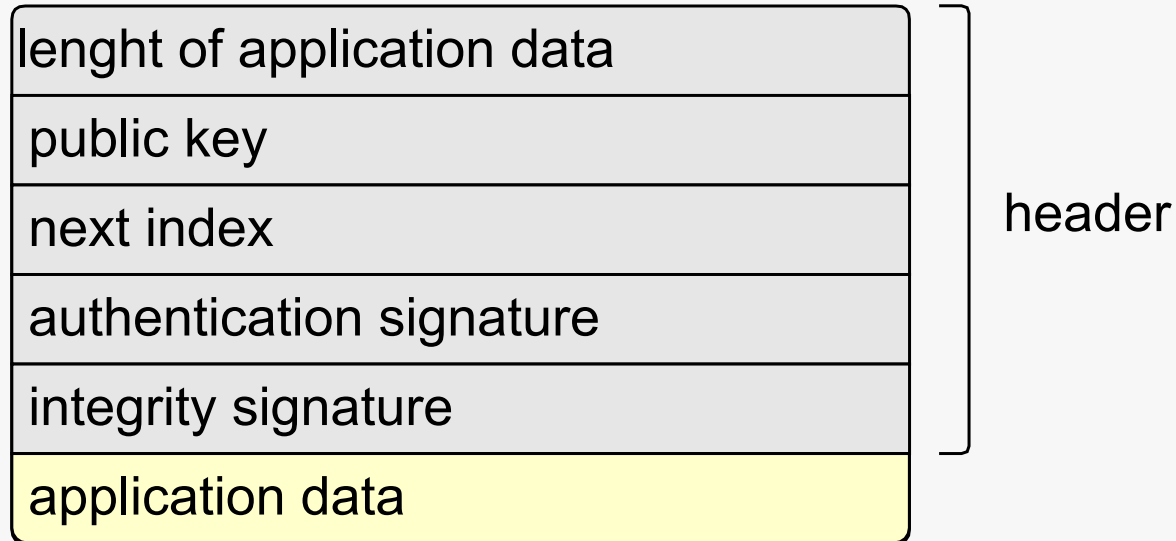 lenght of application data
public key
next index
header
authentication signature
integrity signature
application data